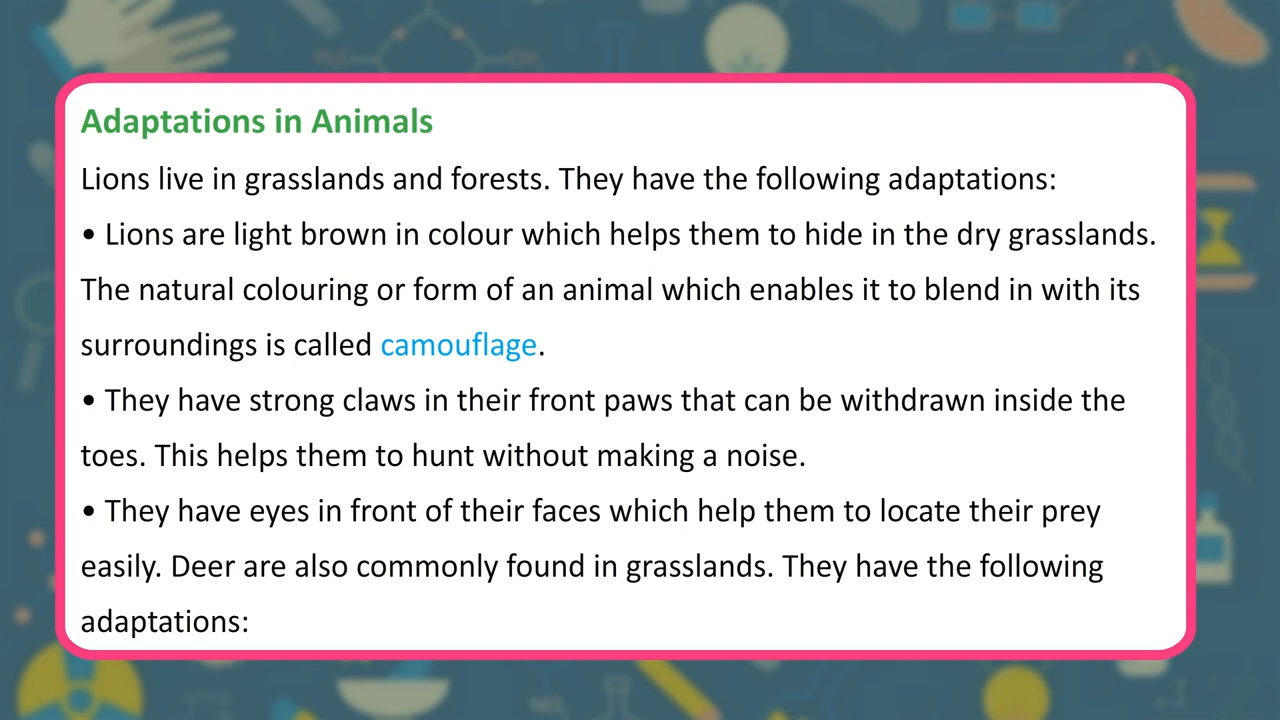 Adaptations in Animals
Lions live in grasslands and forests. They have the following adaptations:
• Lions are light brown in colour which helps them to hide in the dry grasslands.
The natural colouring or form of an animal which enables it to blend in with its
surroundings is called camouflage.
• They have strong claws in their front paws that can be withdrawn inside the
toes. This helps them to hunt without making a noise.
• They have eyes in front of their faces which help them to locate their prey
easily. Deer are also commonly found in grasslands. They have the following
adaptations: